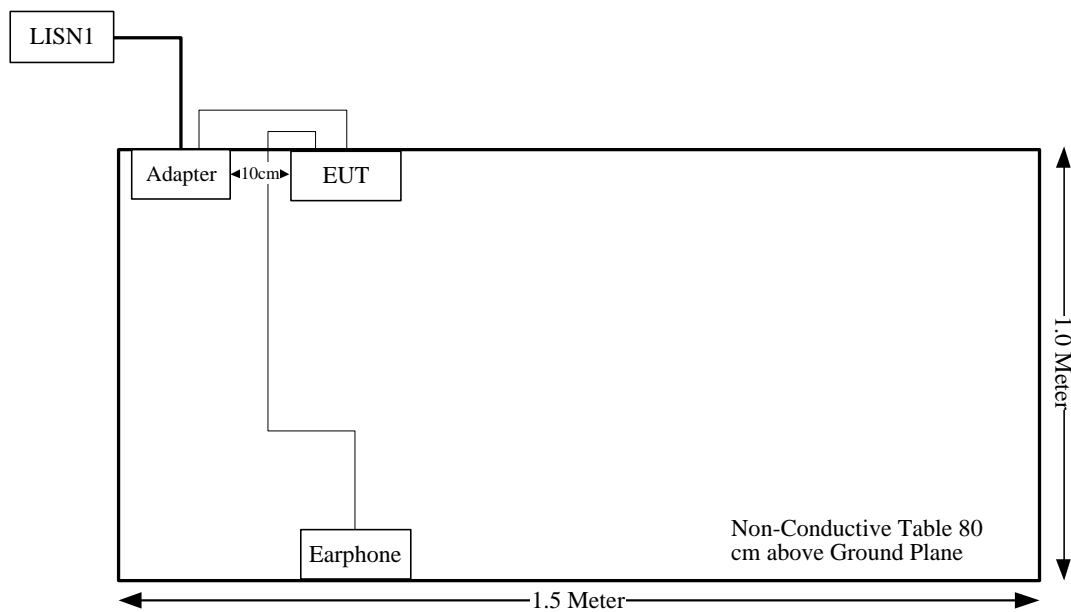 LISN1
Adapter
10cm
EUT
1.0 Meter
Earphone
Non-Conductive Table 80
cm above Ground Plane
1.5 Meter